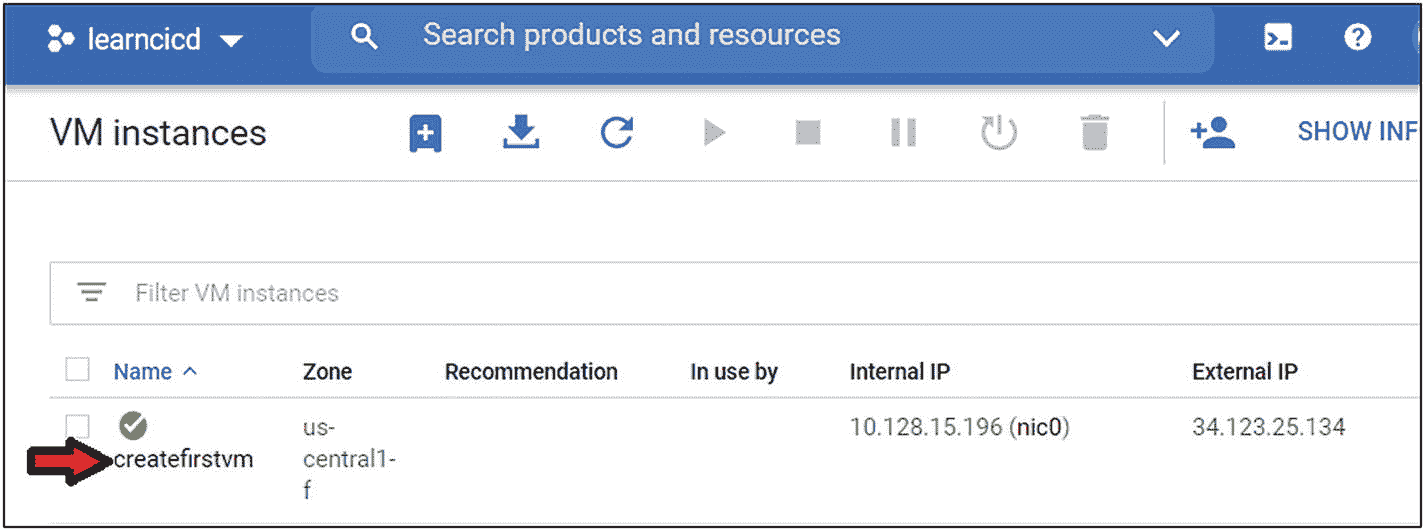 learncicd
Search products and resources
VM instances
SHOW INF
Filter VM instances
Name Zone Recommendation In use by Internal IP External IP
us- 10.128.15.196 (nic0) 34.123.25.134
createfirstvm central1-
f